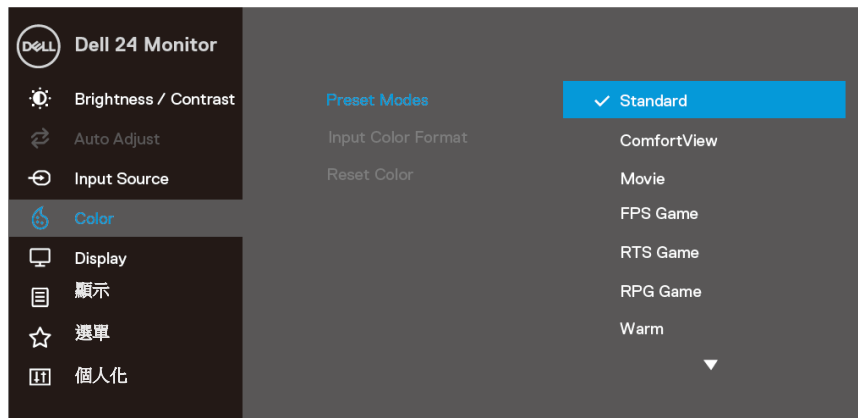 DELL Dell 24 Monitor
Brightness / Contrast
Auto Adjust
Input Source
Color
Display
顯示
選單
個人化
Preset Modes
Input Color Format
Reset Color
Standard
ComfortView
Movie
FPS Game
RTS Game
RPG Game
Warm